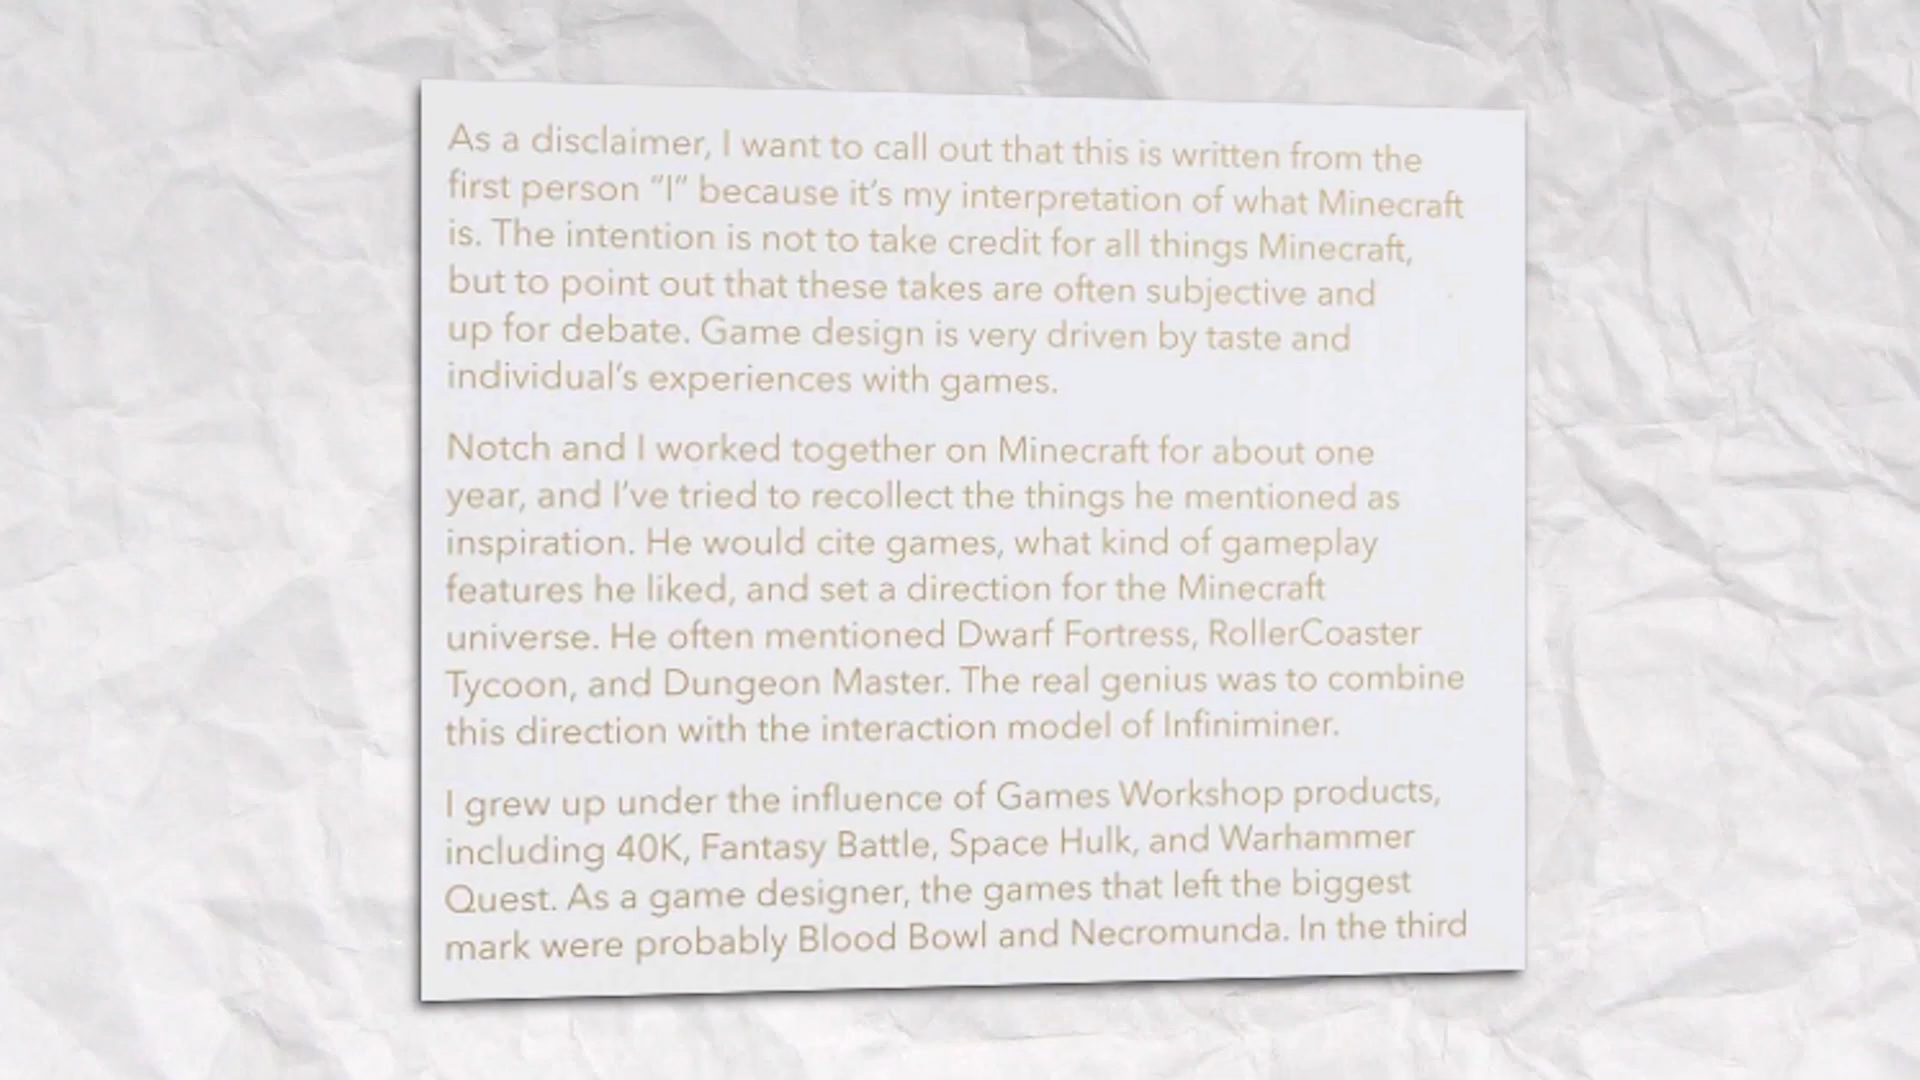 As a disclaimer, I want to call out that this is written from the
first person “I” because it’s my interpretation of what Minecraft
is. The intention is not to take credit for all things Minecraft,
but to point out that these takes are often subjective and
up for debate. Game design is very driven by taste and
individual’s experiences with games.
Notch and I worked together on Minecraft for about one
year, and I’ve tried to recollect the things he mentioned as
inspiration. He would cite games, what kind of gameplay
features he liked, and set a direction for the Minecraft
universe. He often mentioned Dwarf Fortress, RollerCoaster
Tycoon, and Dungeon Master. The real genius was to combine
this direction with the interaction model of Infiniminer.
I grew up under the influence of Games Workshop products,
including 40K, Fantasy Battle, Space Hulk, and Warhammer
Quest. As a game designer, the games that left the biggest
mark were probably Blood Bowl and Necromunda. In the third